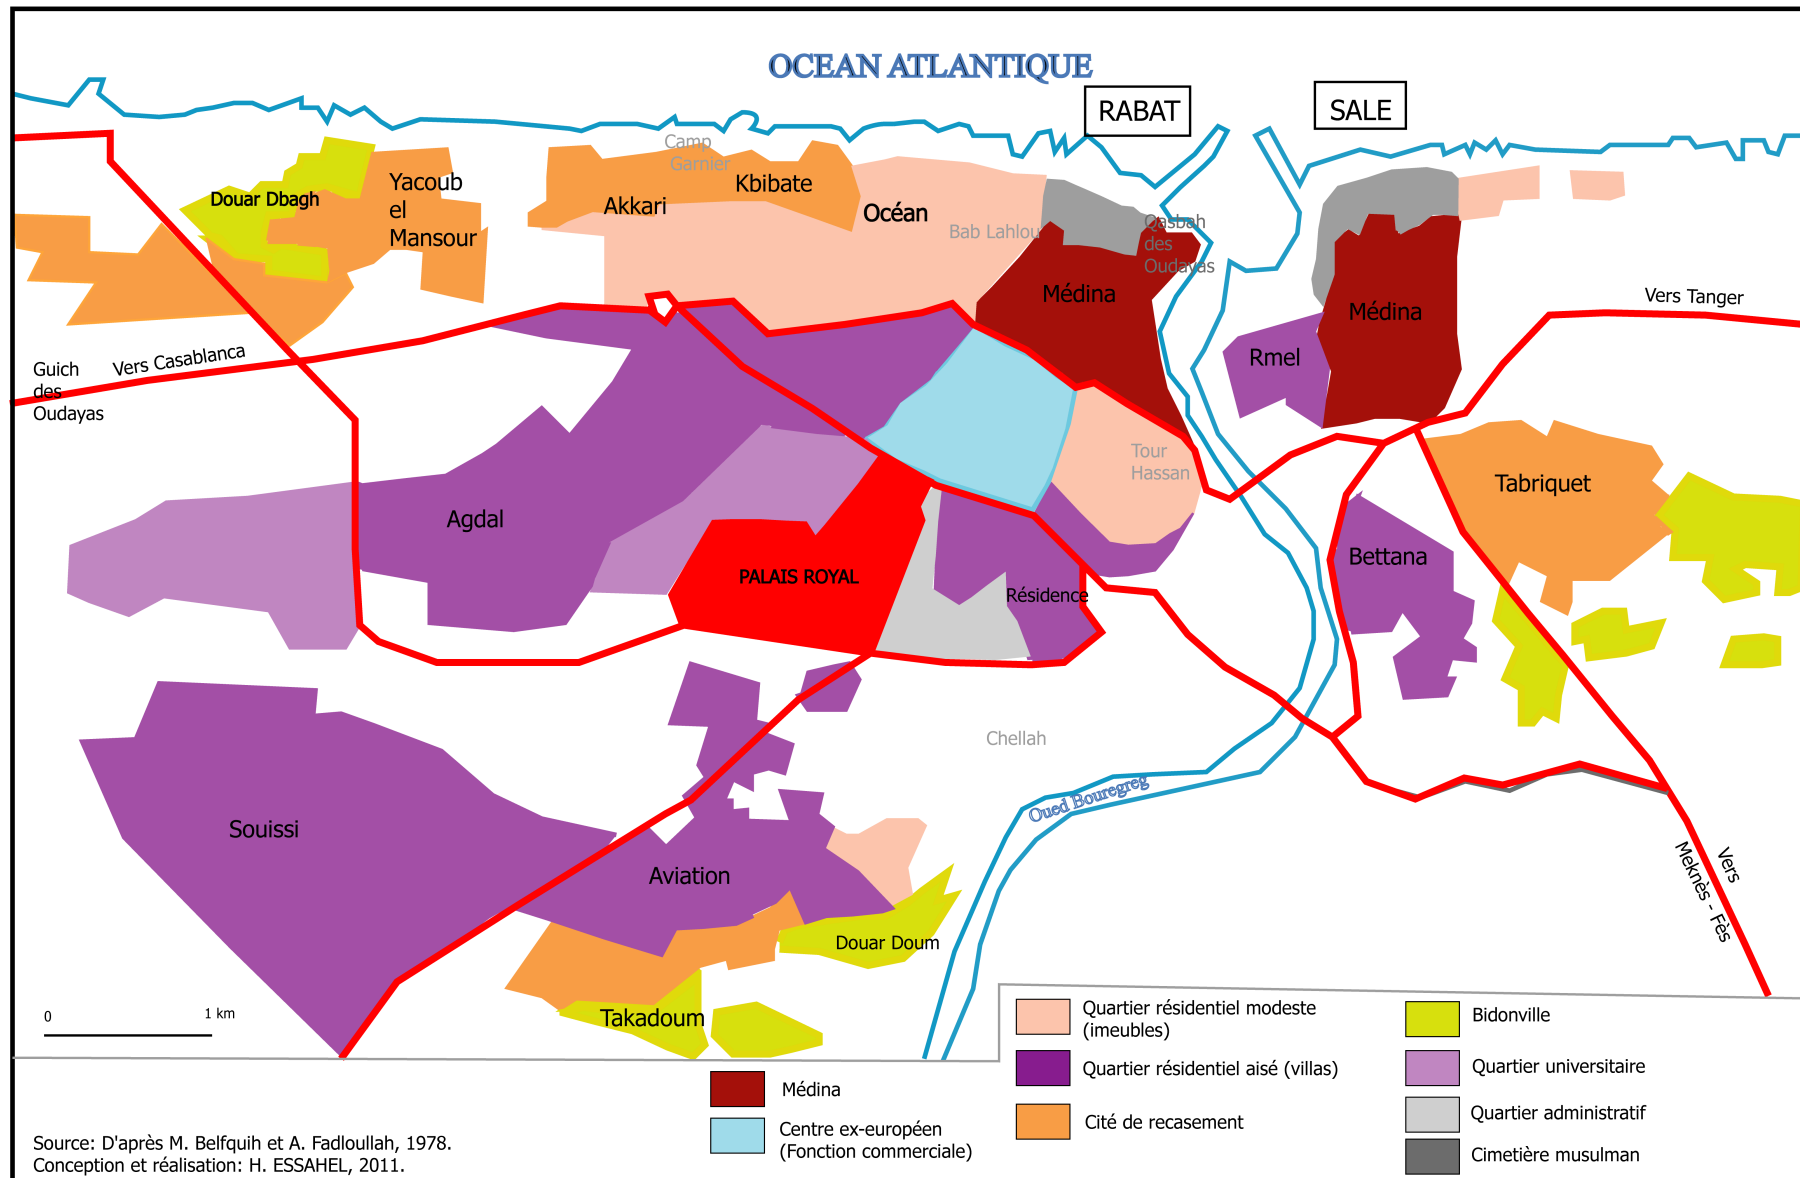 OCEAN ATLANTIQUE
RABAT
SALE
Camp
Garnier
Yacoub
el
Mansour
Douar Dbagh
Akkari
Kbibate
Océan
Bab Lahlou
Qasbah
des
Oudayas
Médina
Médina
Vers Tanger
Rmel
Guich
des
Oudayas
Vers Casablanca
Tour
Hassan
Tabriquet
Agdal
Bettana
PALAIS ROYAL
Résidence
Chellah
Oued Bouregreg
Souissi
Aviation
Vers
Meknès - Fès
Douar Doum
Takadoum
0
1 km
Quartier résidentiel modeste
(imeubles)
Quartier résidentiel aisé (villas)
Cité de recasement
Bidonville
Quartier universitaire
Quartier administratif
Cimetière musulman
Médina
Centre ex-européen
(Fonction commerciale)
Source: D'après M. Belfquih et A. Fadloullah, 1978.
Conception et réalisation: H. ESSAHEL, 2011.